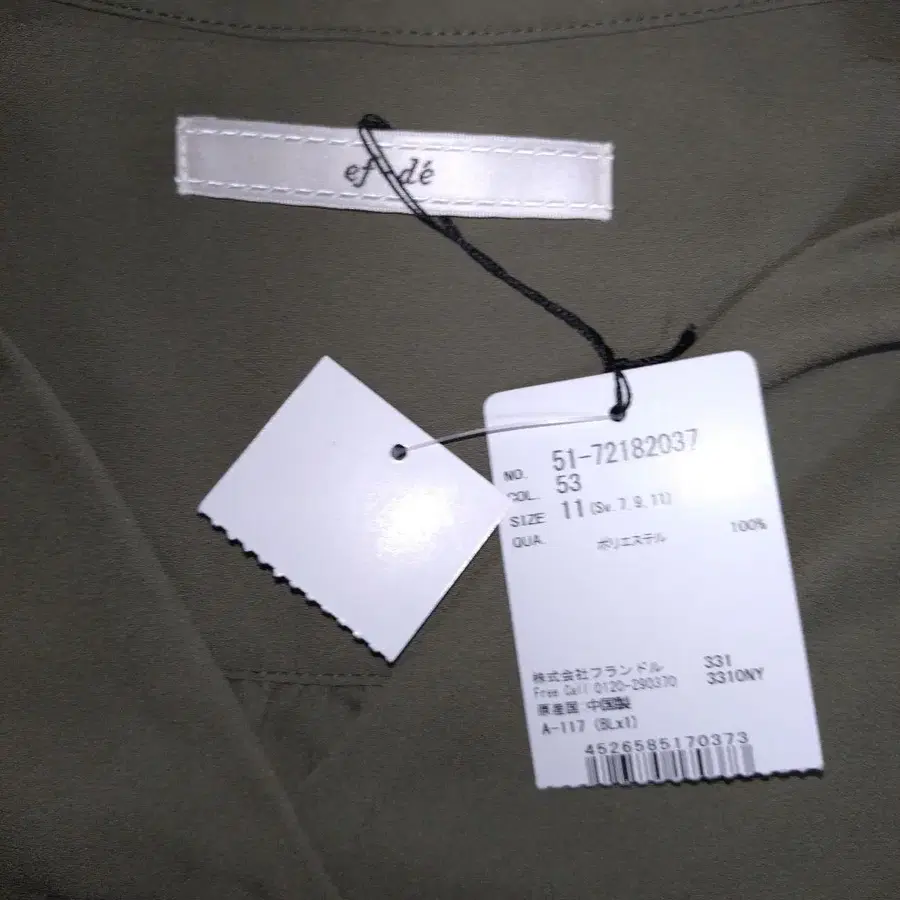 ef-dé
NO. 51-72182037
COL. 53
SIZE 11(Sv.7.9.11)
QUA. ポリエステル 100%
株式会社フランドル 331
Free Call 0120-290370 3310NY
原産国:中国製
A-117 (BLx1)
4526585170373